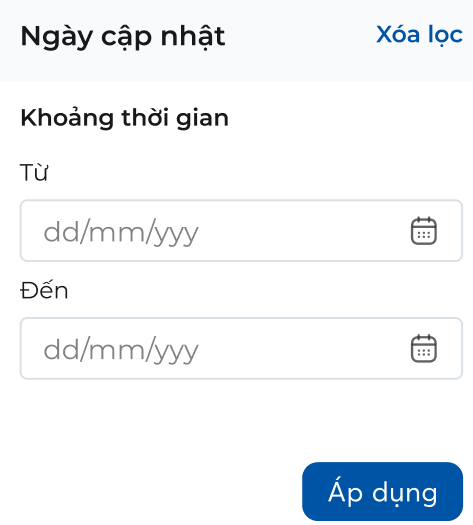 Ngày cập nhật
Xóa lọc
Khoảng thời gian
Từ
dd/mm/yyy
Đến
dd/mm/yyy
Áp dụng